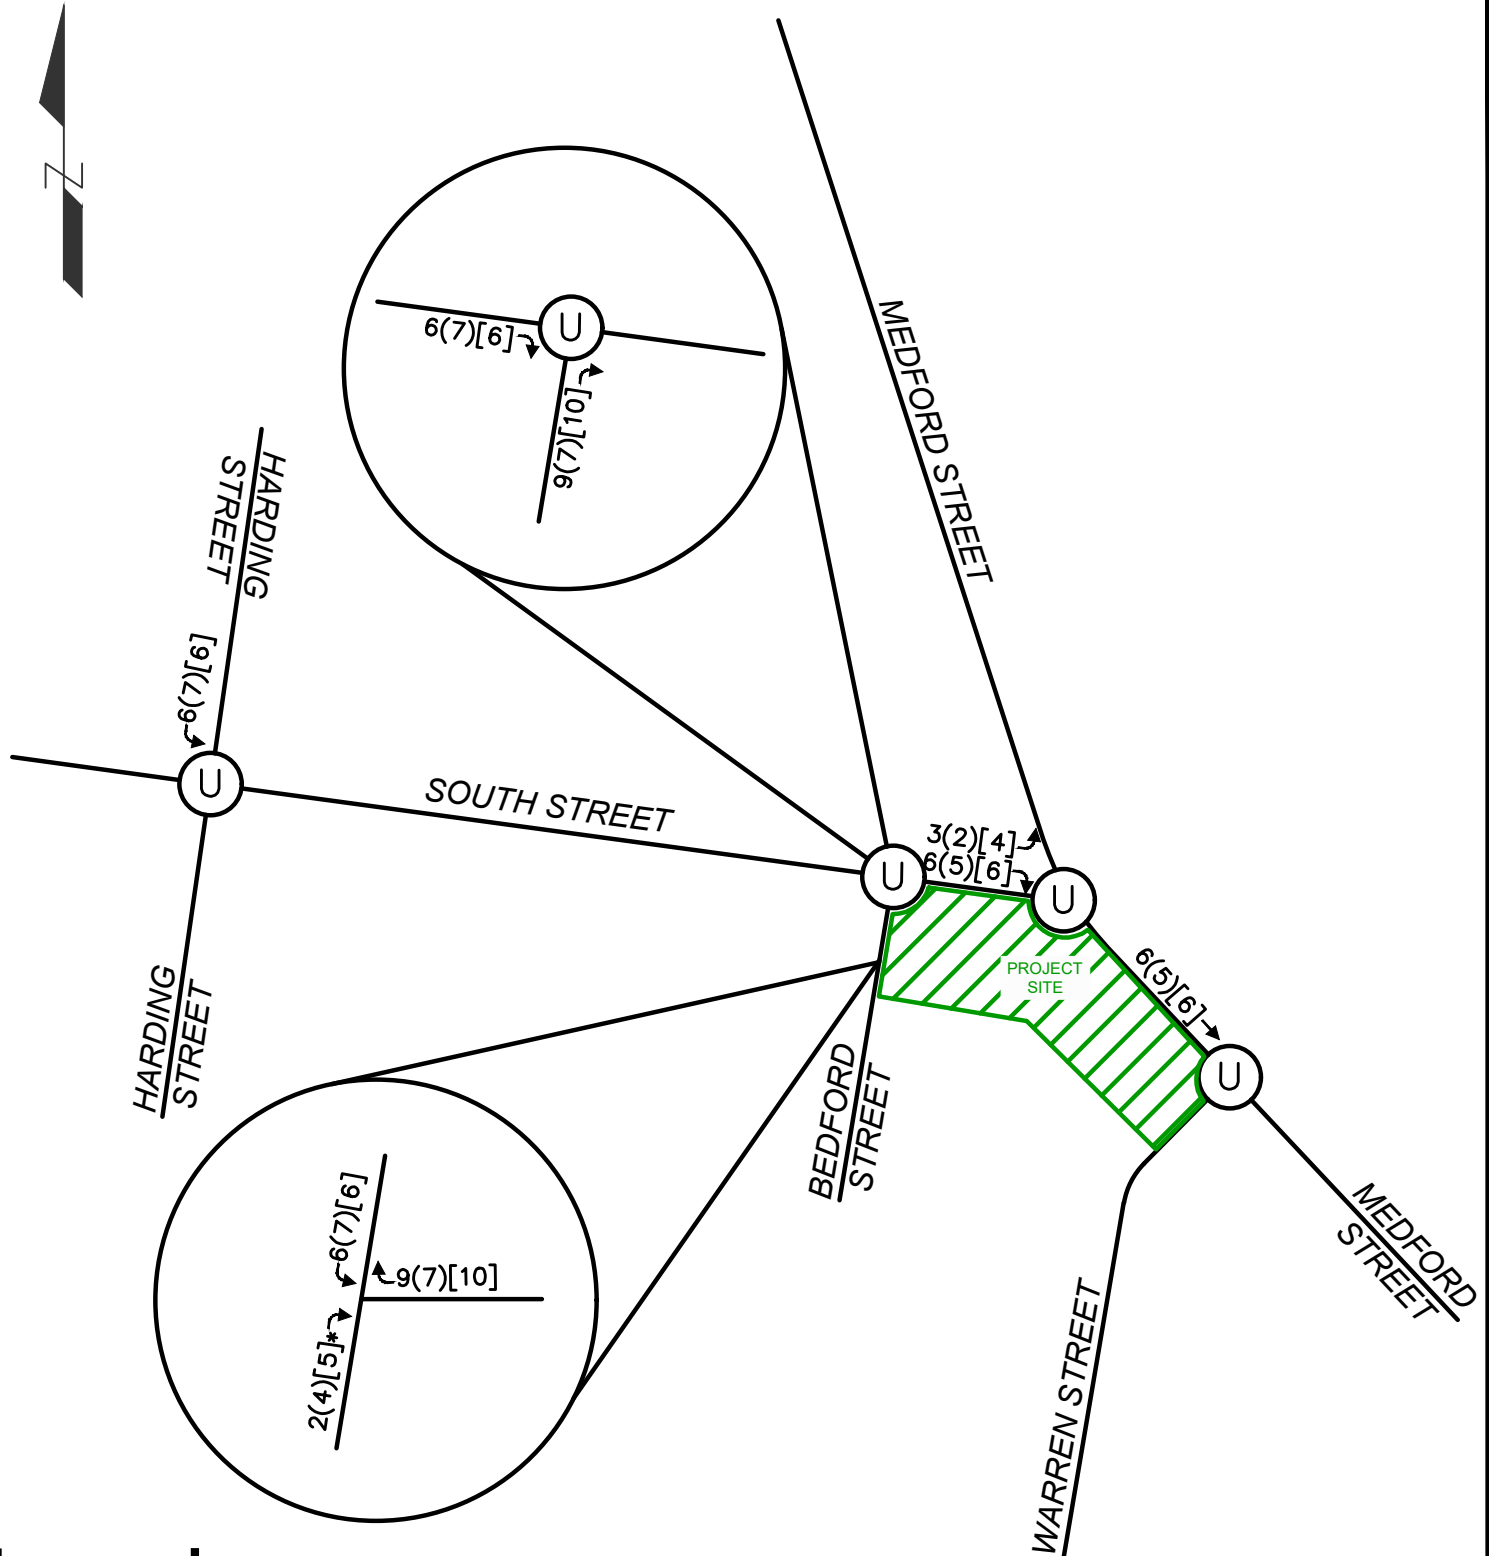 Z
MEDFORD STREET
U
6(7)[6]
9(7)[10]
HARDING
STREET
6(7)[6]
U
SOUTH STREET
3(2)[4]
6(5)[6]
U
U
PROJECT
SITE
6(5)[6]
U
HARDING
STREET
BEDFORD
STREET
6(7)[6]
9(7)[10]
2(4)[5]*
MEDFORD
STREET
WARREN STREET